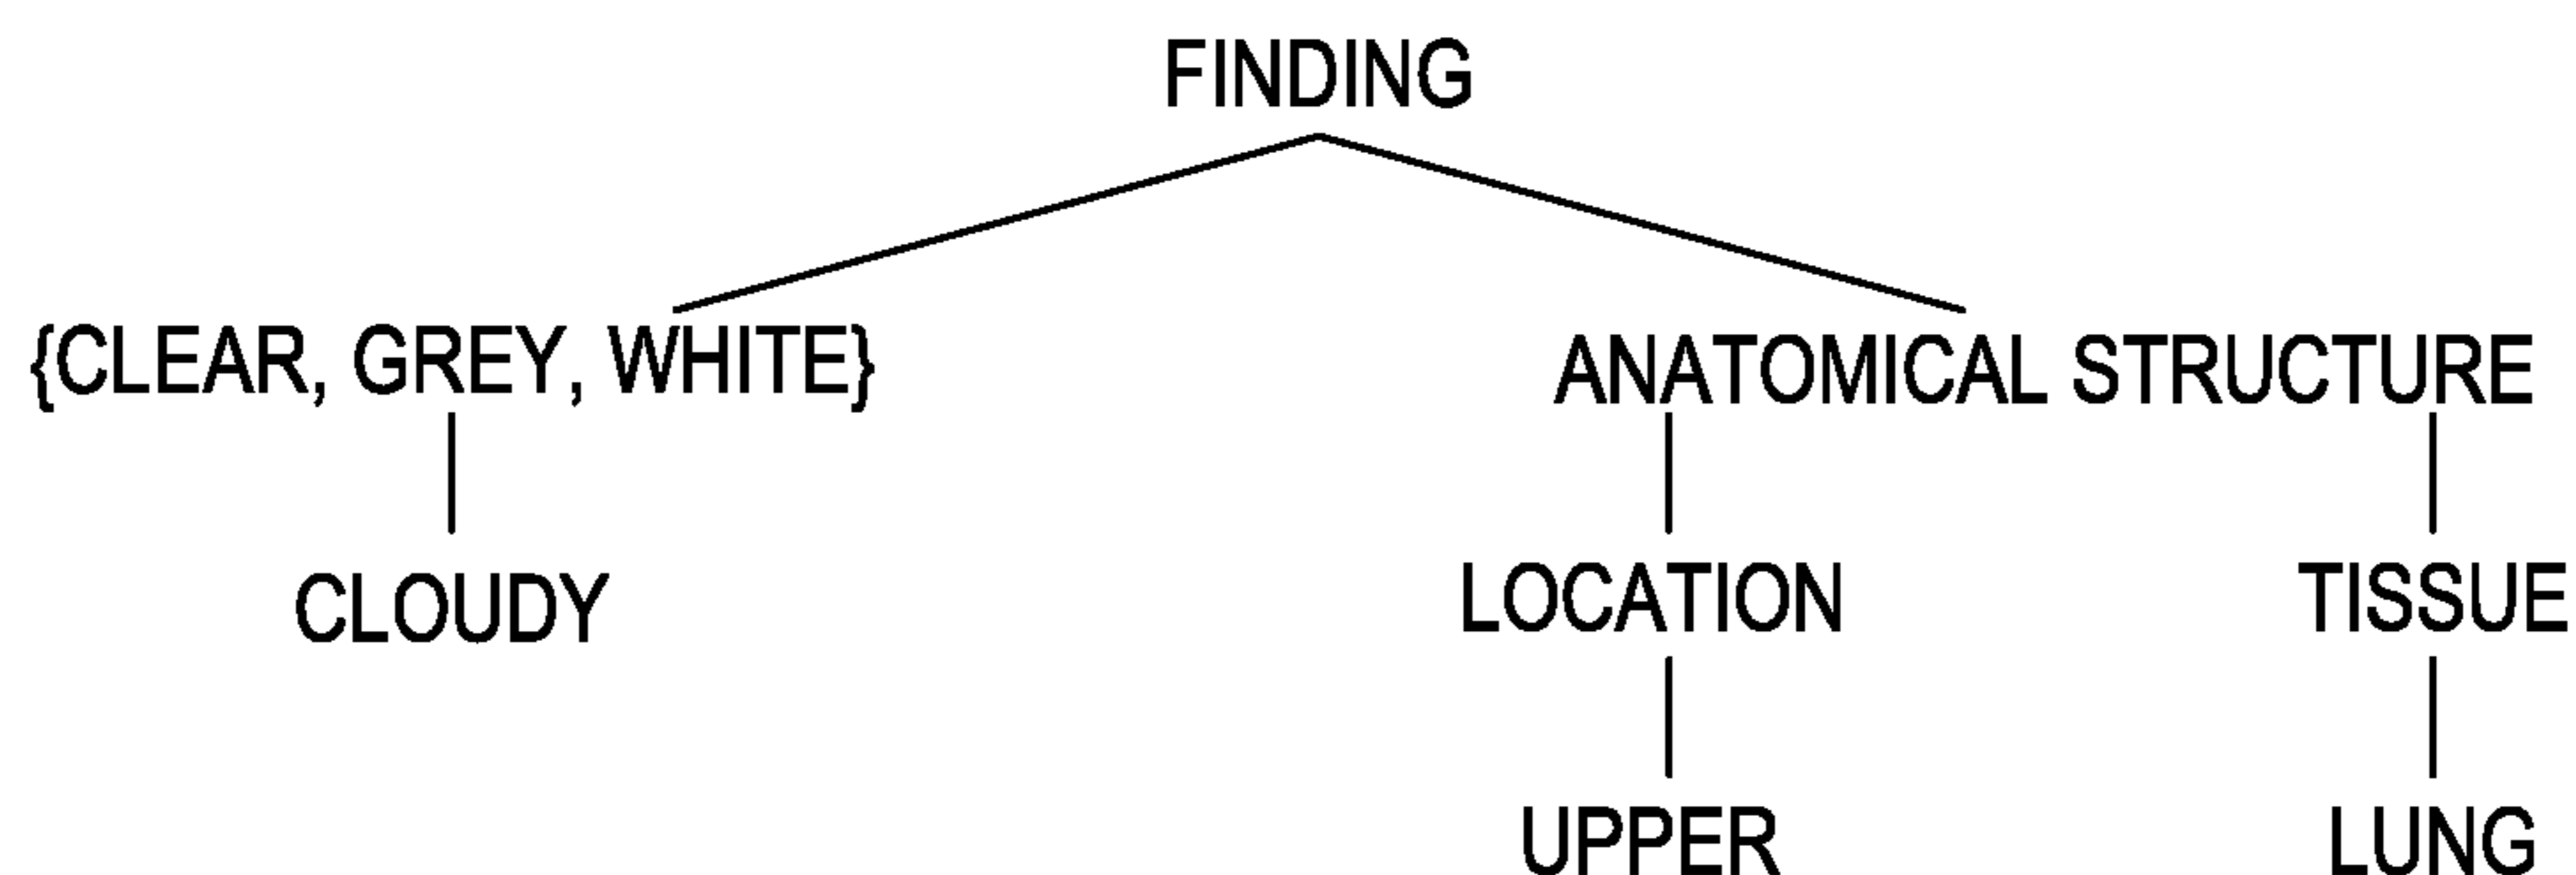 FINDING
{CLEAR, GREY, WHITE}
ANATOMICAL STRUCTURE
CLOUDY
LOCATION
TISSUE
UPPER
LUNG